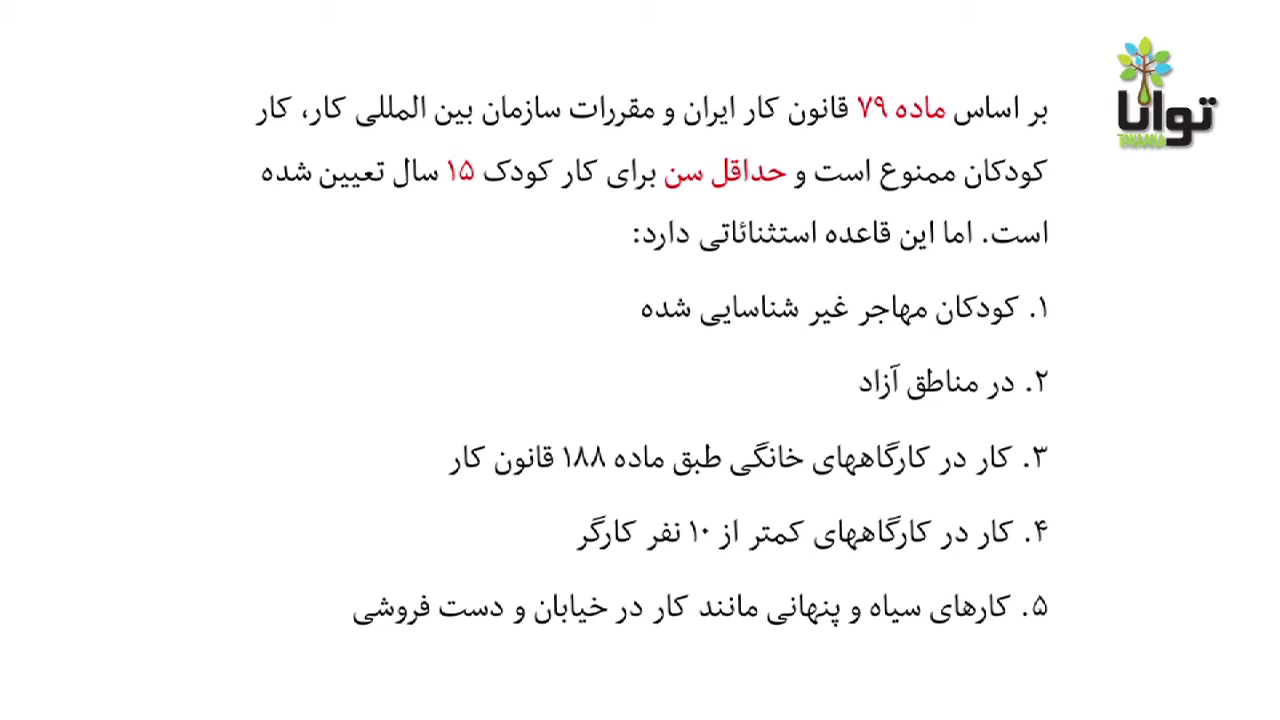 توانا
TAVAANA
بر اساس ماده ۷۹ قانون کار ایران و مقررات سازمان بین المللی کار، کار
کودکان ممنوع است و حداقل سن برای کار کودک ۱۵ سال تعیین شده
است. اما این قاعده استثنائاتی دارد:
۱. کودکان مهاجر غیر شناسایی شده
۲. در مناطق آزاد
۳. کار در کارگاههای خانگی طبق ماده ۱۸۸ قانون کار
۴. کار در کارگاههای کمتر از ۱۰ نفر کارگر
۵. کارهای سیاه و پنهانی مانند کار در خیابان و دست فروشی